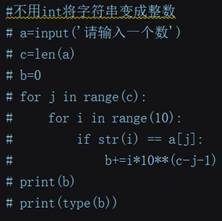 #不用int将字符串变成整数
# a=input('请输入一个数')
# c=len(a)
# b=0
# for j in range(c):
#     for i in range(10):
#         if str(i) == a[j]:
#             b+=i*10**(c-j-1)
# print(b)
# print(type(b))